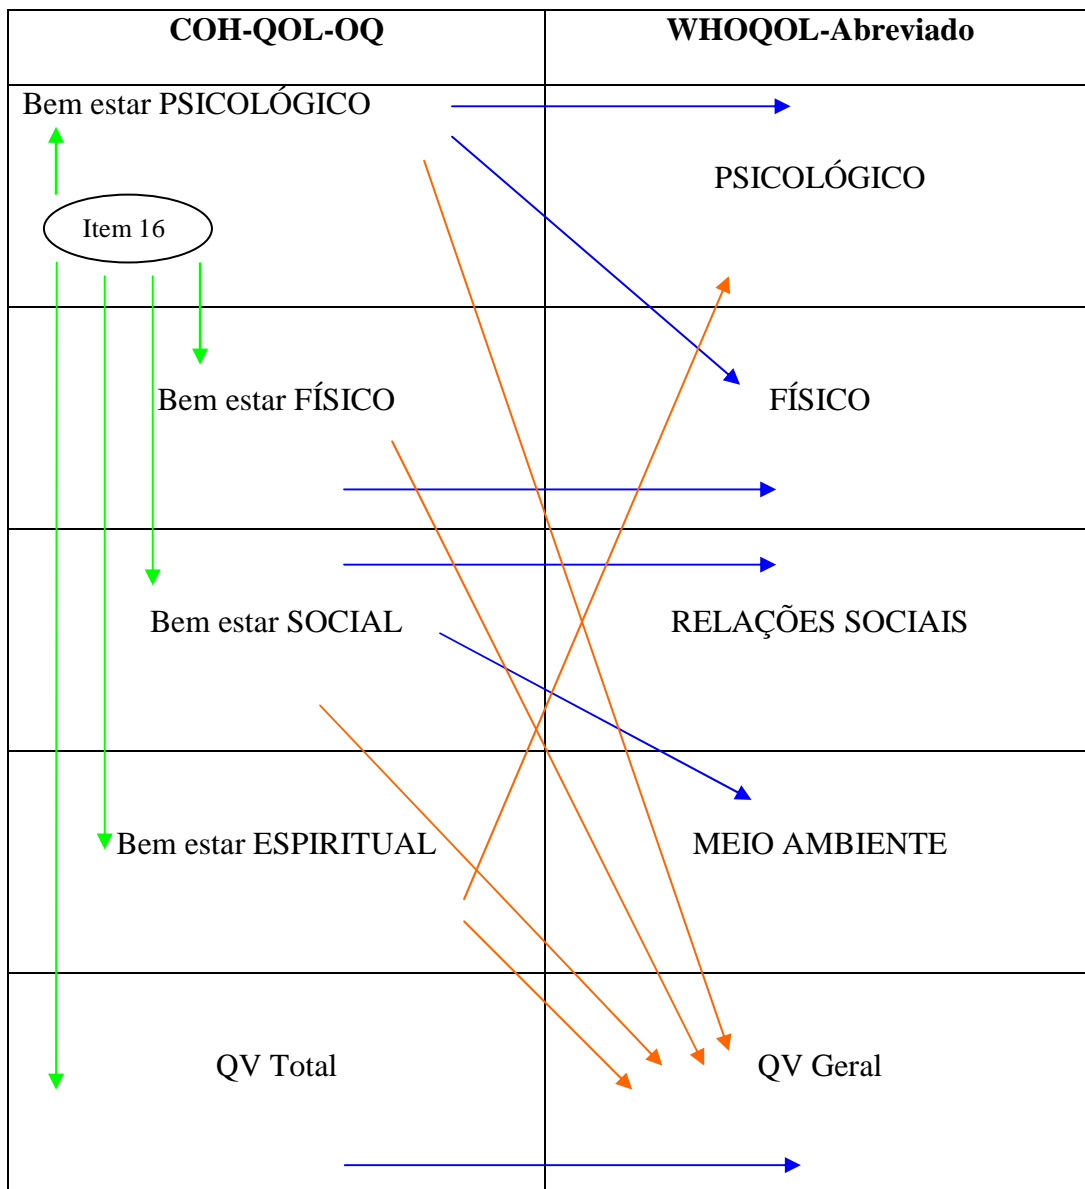 COH-QOL-OQ
WHOQOL-Abreviado
Bem estar PSICOLÓGICO
PSICOLÓGICO
Item 16
Bem estar FÍSICO
FÍSICO
Bem estar SOCIAL
RELAÇÕES SOCIAIS
Bem estar ESPIRITUAL
MEIO AMBIENTE
QV Total
QV Geral